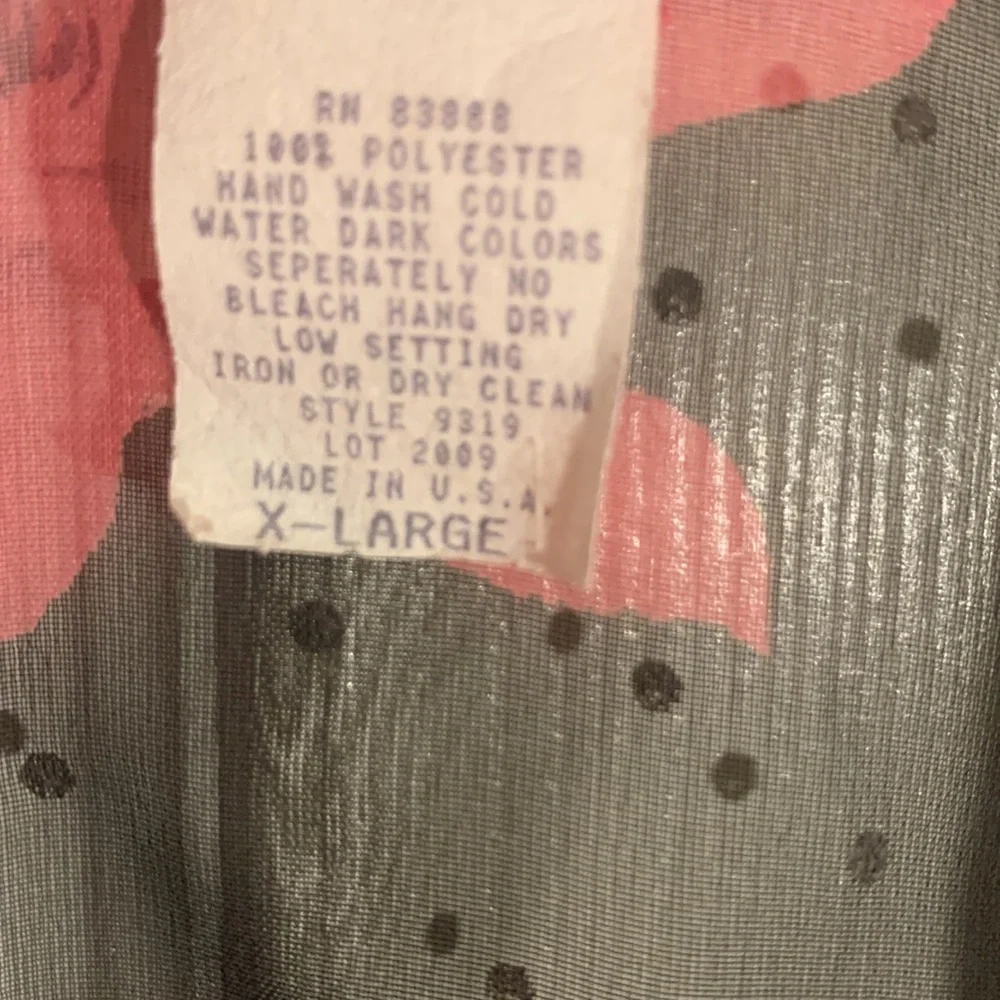 RN 83888
100% POLYESTER
HAND WASH COLD
WATER DARK COLORS
SEPERATELY NO
BLEACH HANG DRY
LOW SETTING
IRON OR DRY CLEAN
STYLE 9319
LOT 2009
MADE IN U.S.A.
X-LARGE